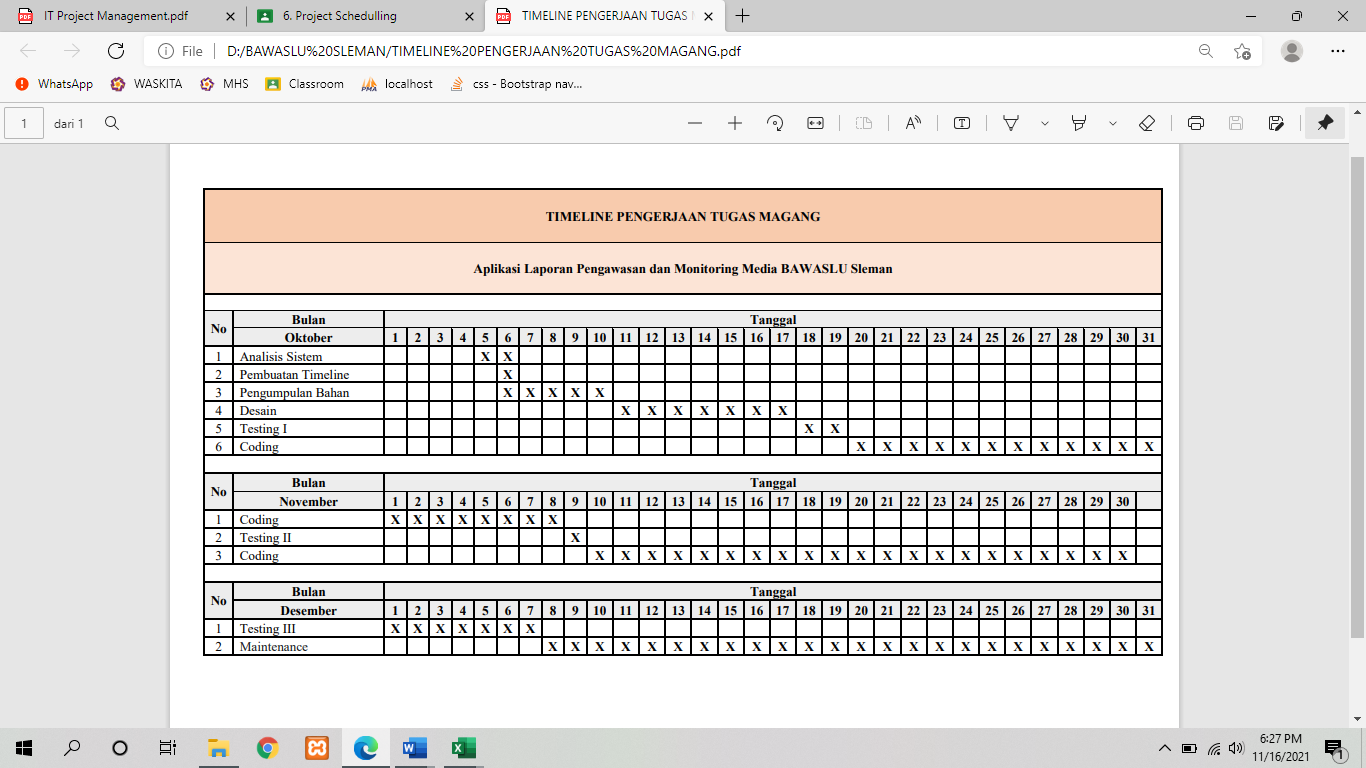 IT Project Management.pdf
6. Project Schedulling
TIMELINE PENGERJAAN TUGAS
File
D:/BAWASLU%20SLEMAN/TIMELINE%20PENGERJAAN%20TUGAS%20MAGANG.pdf
WhatsApp WASKITA MHS Classroom localhost css - Bootstrap nav...
1 dari 1
TIMELINE PENGERJAAN TUGAS MAGANG
Aplikasi Laporan Pengawasan dan Monitoring Media BAWASLU Sleman
No Bulan Tanggal
Oktober 1 2 3 4 5 6 7 8 9 10 11 12 13 14 15 16 17 18 19 20 21 22 23 24 25 26 27 28 29 30 31
1 Analisis Sistem X X
2 Pembuatan Timeline X
3 Pengumpulan Bahan X X X X X
4 Desain X X X X X X X
5 Testing I X X
6 Coding X X X X X X X X X X X X
No Bulan Tanggal
November 1 2 3 4 5 6 7 8 9 10 11 12 13 14 15 16 17 18 19 20 21 22 23 24 25 26 27 28 29 30
1 Coding X X X X X X X X
2 Testing II X
3 Coding X X X X X X X X X X X X X X X X X X X X X
No Bulan Tanggal
Desember 1 2 3 4 5 6 7 8 9 10 11 12 13 14 15 16 17 18 19 20 21 22 23 24 25 26 27 28 29 30 31
1 Testing III X X X X X X X
2 Maintenance X X X X X X X X X X X X X X X X X X X X X X X X
6:27 PM
11/16/2021
1